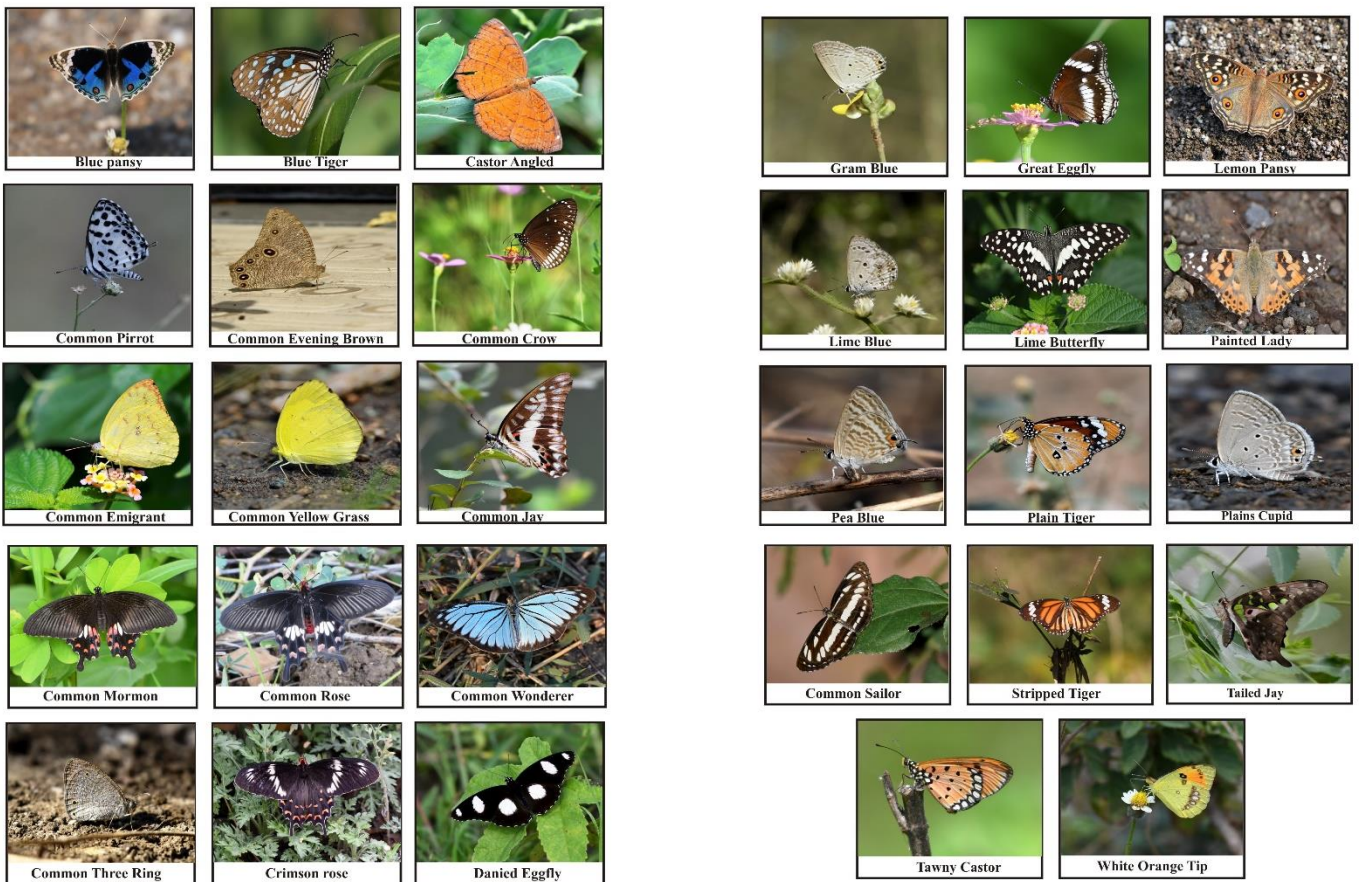 Blue pansy
Blue Tiger
Castor Angled
Common Pirrot
Common Evening Brown
Common Crow
Common Emigrant
Common Yellow Grass
Common Jay
Common Mormon
Common Rose
Common Wonderer
Common Three Ring
Crimson rose
Danied Eggfly
Gram Blue
Great Eggfly
Lemon Pansy
Lime Blue
Lime Butterfly
Painted Lady
Pea Blue
Plain Tiger
Plains Cupid
Common Sailor
Stripped Tiger
Tailed Jay
Tawny Castor
White Orange Tip